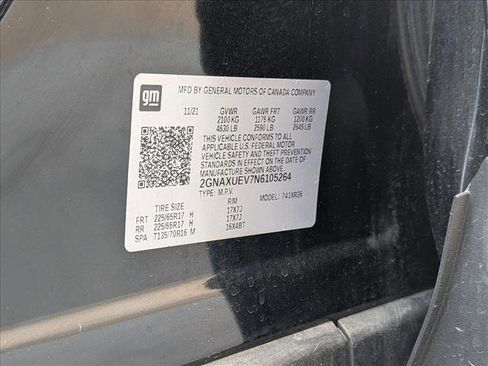 gm
MFD BY GENERAL MOTORS OF CANADA COMPANY
11/21 GVWR GAWR FRT GAWR RR
2100 KG 1175 KG 1200 KG
4630 LB 2590 LB 2645 LB
THIS VEHICLE CONFORMS TO ALL
APPLICABLE U.S. FEDERAL MOTOR
VEHICLE SAFETY AND THEFT PREVENTION
STANDARDS IN EFFECT ON THE DATE OF
MANUFACTURE SHOWN ABOVE.
2GNAXUEV7N6105264
TYPE: M.P.V. MODEL: 741XR26
TIRE SIZE RIM
FRT 225/65R17 H 17X7J
RR 225/65R17 H 17X7J
SPA T135/70R16 M 16X4BT